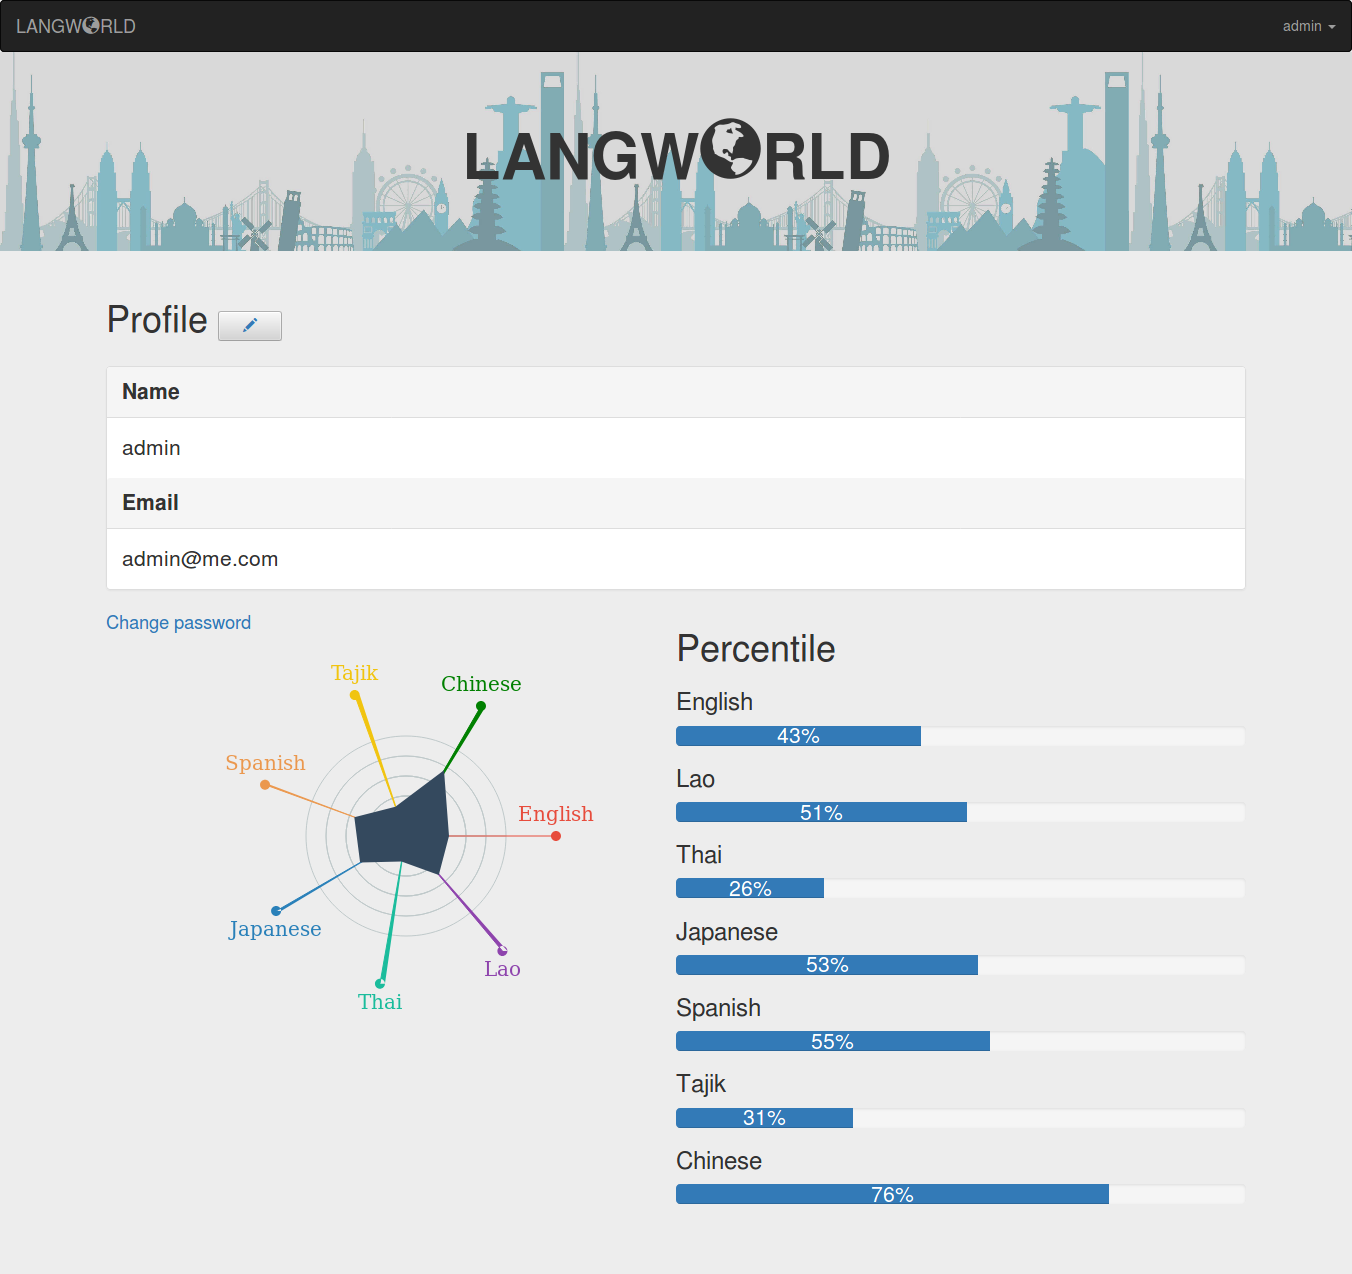 LANGWORLD
admin
LANGWORLD
Profile
Name
admin
Email
admin@me.com
Change password
Tajik
Chinese
Spanish
English
Japanese
Lao
Thai
Percentile
English
43%
Lao
51%
Thai
26%
Japanese
53%
Spanish
55%
Tajik
31%
Chinese
76%